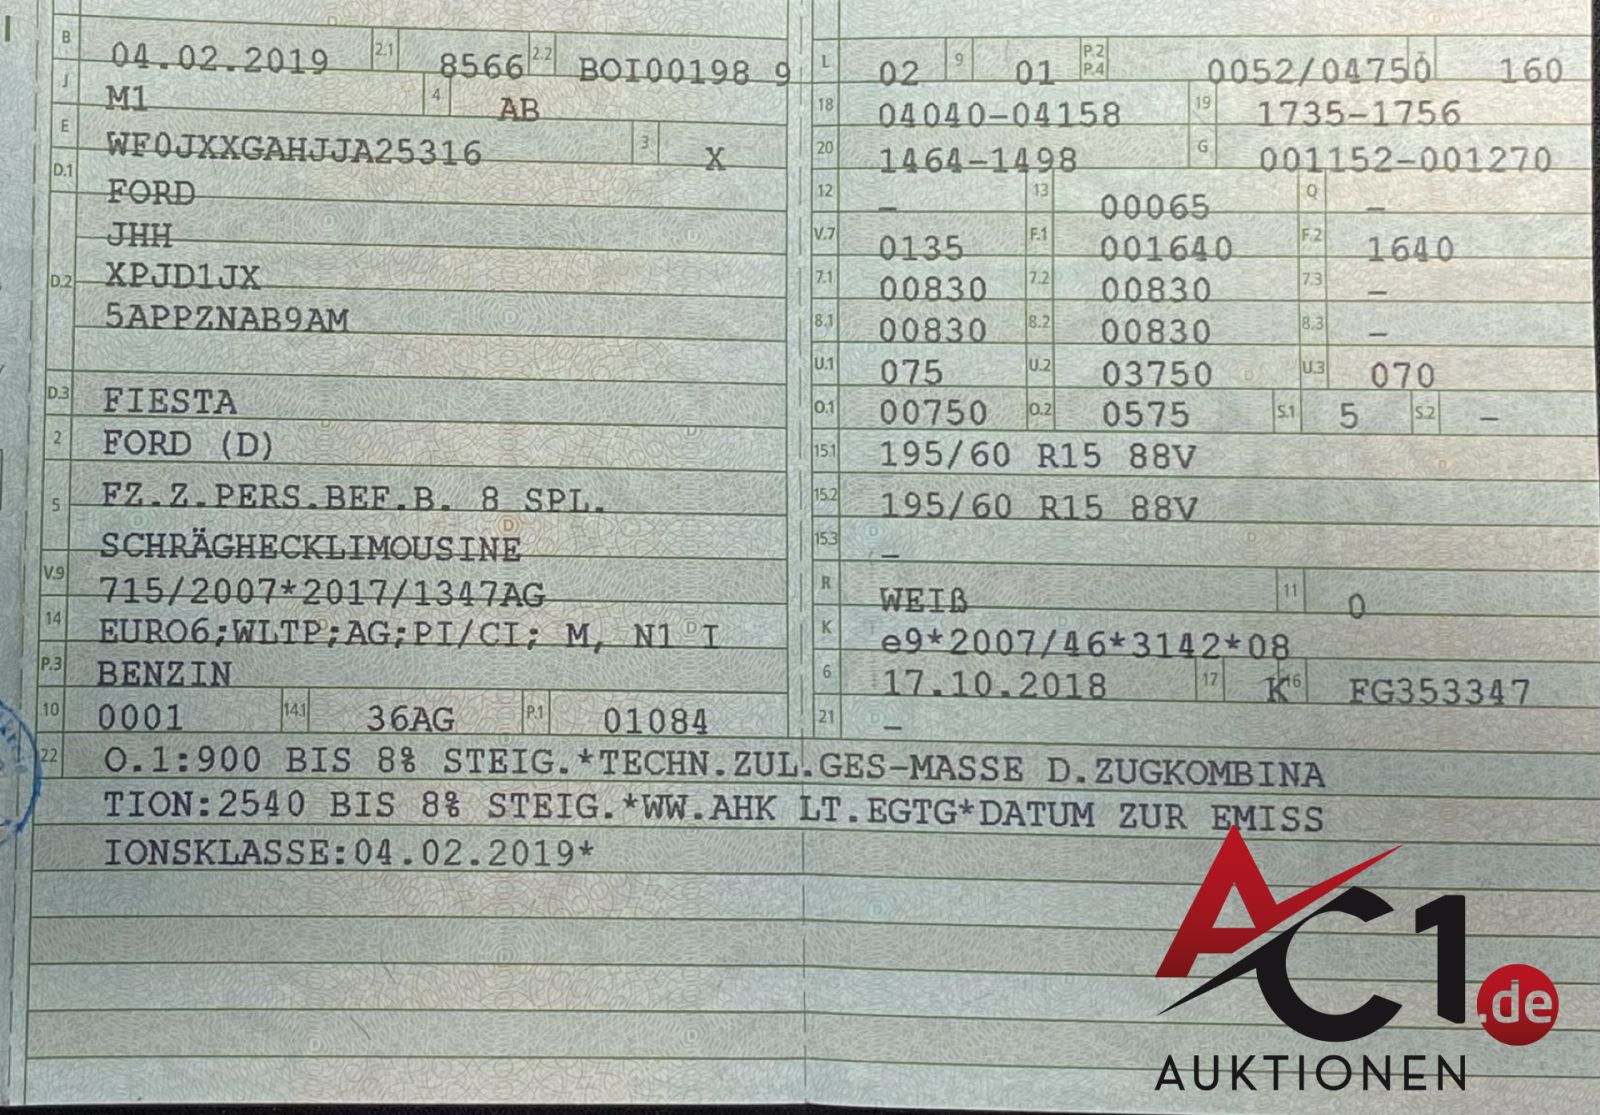 B 04.02.2019 2.1 8566 2.2 BOI00198 9
J M1 4 AB
E WF0JXXGAHJJA25316 3 X
D.1 FORD
D.2 JHH
XPJD1JX
5APPZNAB9AM
D.3 FIESTA
2 FORD (D)
5 FZ.Z.PERS.BEF.B. 8 SPL.
SCHRÄGHECKLIMOUSINE
V.9 715/2007*2017/1347AG
14 EURO6;WLTP;AG;PI/CI; M, N1 I
P.3 BENZIN
10 0001 14.1 36AG P.1 01084
L 02 9 01 P.2 P.4 0052/04750 160
18 04040-04158 19 1735-1756
20 1464-1498 G 001152-001270
12 - 13 00065 Q -
V.7 0135 F.1 001640 F.2 1640
7.1 00830 7.2 00830 7.3 -
8.1 00830 8.2 00830 8.3 -
U.1 075 U.2 03750 U.3 070
O.1 00750 O.2 0575 S.1 5 S.2 -
15.1 195/60 R15 88V
15.2 195/60 R15 88V
15.3 -
R WEIß 11 0
K e9*2007/46*3142*08
6 17.10.2018 17 K 16 FG353347
21 -
22 O.1:900 BIS 8% STEIG.*TECHN.ZUL.GES-MASSE D.ZUGKOMBINA
TION:2540 BIS 8% STEIG.*WW.AHK LT.EGTG*DATUM ZUR EMISS
IONSKLASSE:04.02.2019*
AC1.de
AUKTIONEN